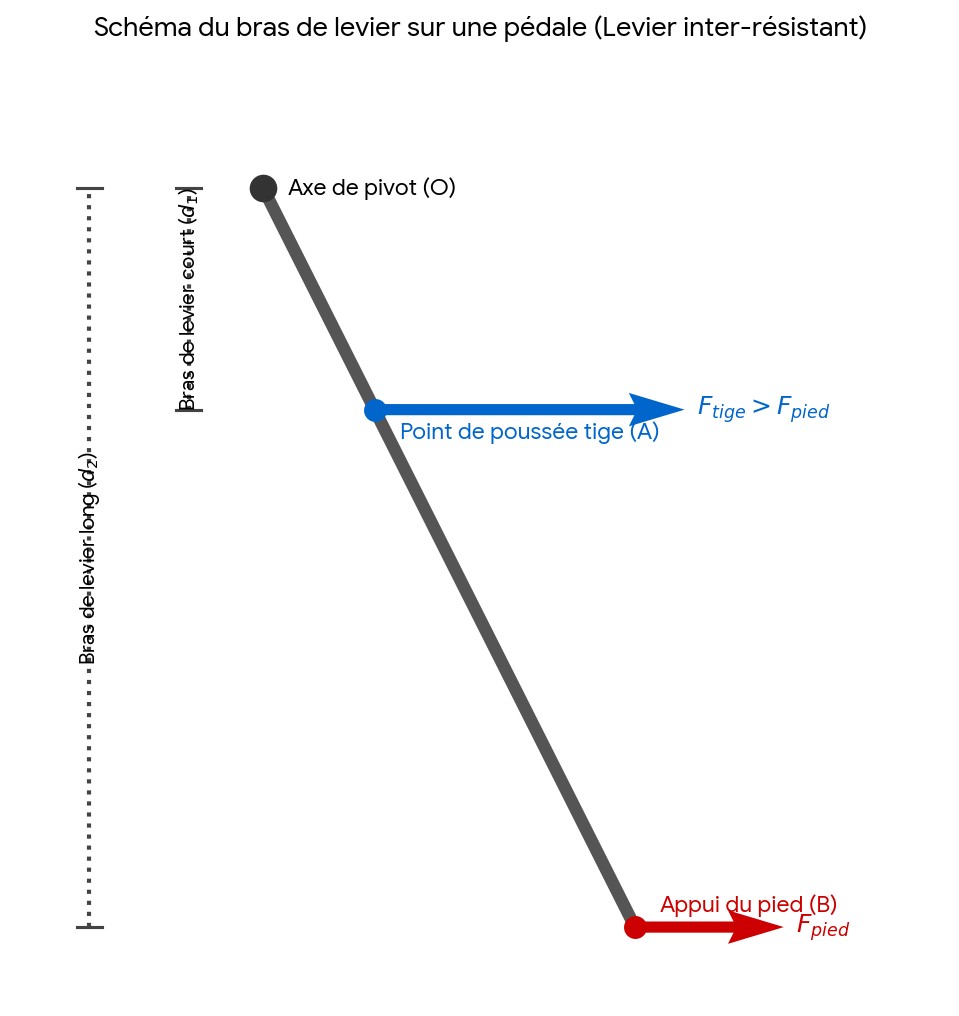 Schéma du bras de levier sur une pédale (Levier inter-résistant)
Axe de pivot (O)
Bras de levier court (d₁)
F_tige > F_pied
Point de poussée tige (A)
Bras de levier long (d₂)
Appui du pied (B)
F_pied